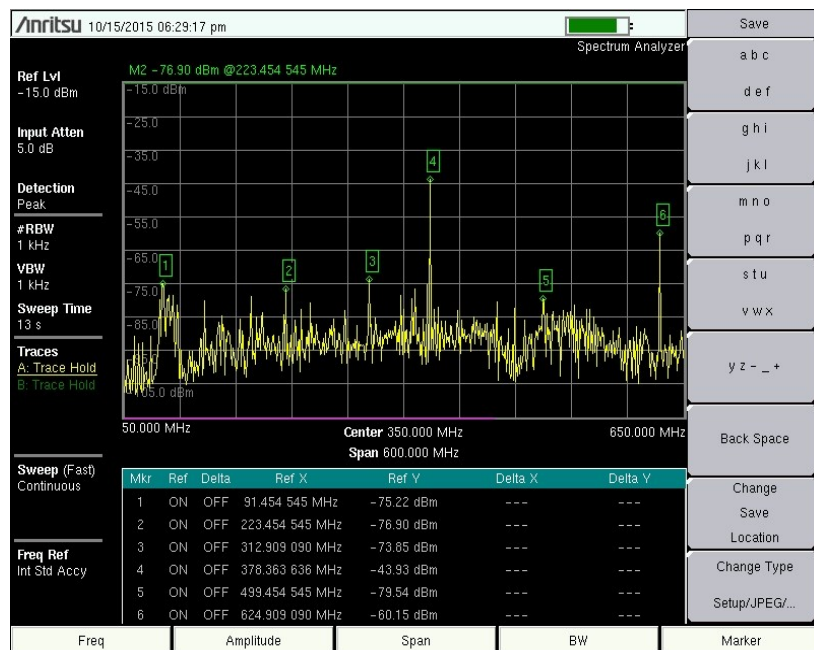 Anritsu 10/15/2015 06:29:17 pm
Spectrum Analyzer
M2 -76.90 dBm @223.454 545 MHz
Ref Lvl
-15.0 dBm
Input Atten
5.0 dB
Detection
Peak
#RBW
1 kHz
VBW
1 kHz
Sweep Time
13 s
Traces
A: Trace Hold
B: Trace Hold
Sweep (Fast)
Continuous
Freq Ref
Int Std Accy
-15.0 dBm
-25.0
-35.0
-45.0
-55.0
-65.0
-75.0
-85.0
1
2
3
4
5
6
50.000 MHz
Center 350.000 MHz
650.000 MHz
Span 600.000 MHz
Mkr Ref Delta Ref X Ref Y Delta X Delta Y
1 ON OFF 91.454 545 MHz -75.22 dBm --- ---
2 ON OFF 223.454 545 MHz -76.90 dBm --- ---
3 ON OFF 312.909 090 MHz -73.85 dBm --- ---
4 ON OFF 378.363 636 MHz -43.93 dBm --- ---
5 ON OFF 499.454 545 MHz -79.54 dBm --- ---
6 ON OFF 624.909 090 MHz -60.15 dBm --- ---
Save
a b c
d e f
g h i
j k l
m n o
p q r
s t u
v w x
y z - _ +
Back Space
Change
Save
Location
Change Type
Setup/JPEG/...
Freq
Amplitude
Span
BW
Marker